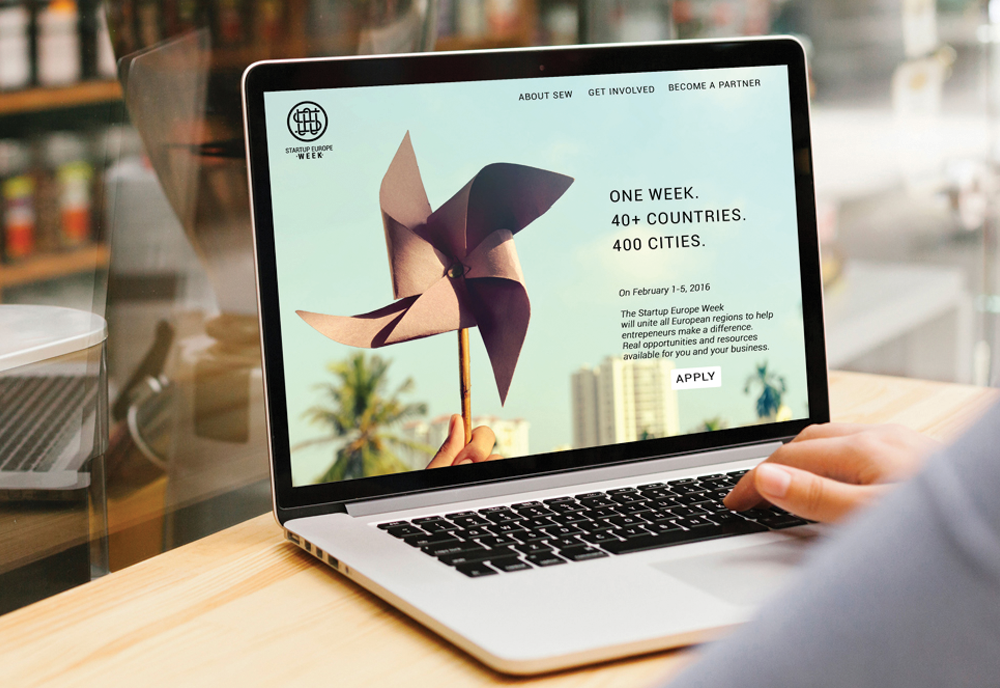 ABOUT SEW GET INVOLVED BECOME A PARTNER
STARTUP EUROPE
·WEEK·
ONE WEEK.
40+ COUNTRIES.
400 CITIES.
On February 1-5, 2016
The Startup Europe Week
will unite all European regions to help
entrepeneurs make a difference.
Real opportunities and resources
available for you and your business.
APPLY